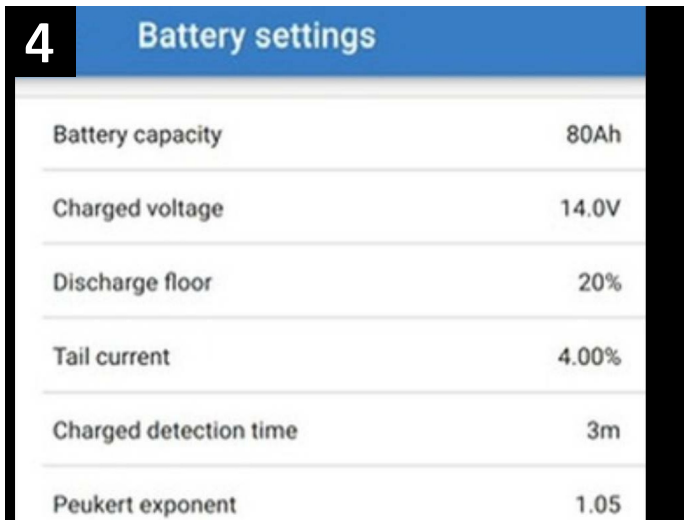 4
Battery settings
Battery capacity 80Ah
Charged voltage 14.0V
Discharge floor 20%
Tail current 4.00%
Charged detection time 3m
Peukert exponent 1.05